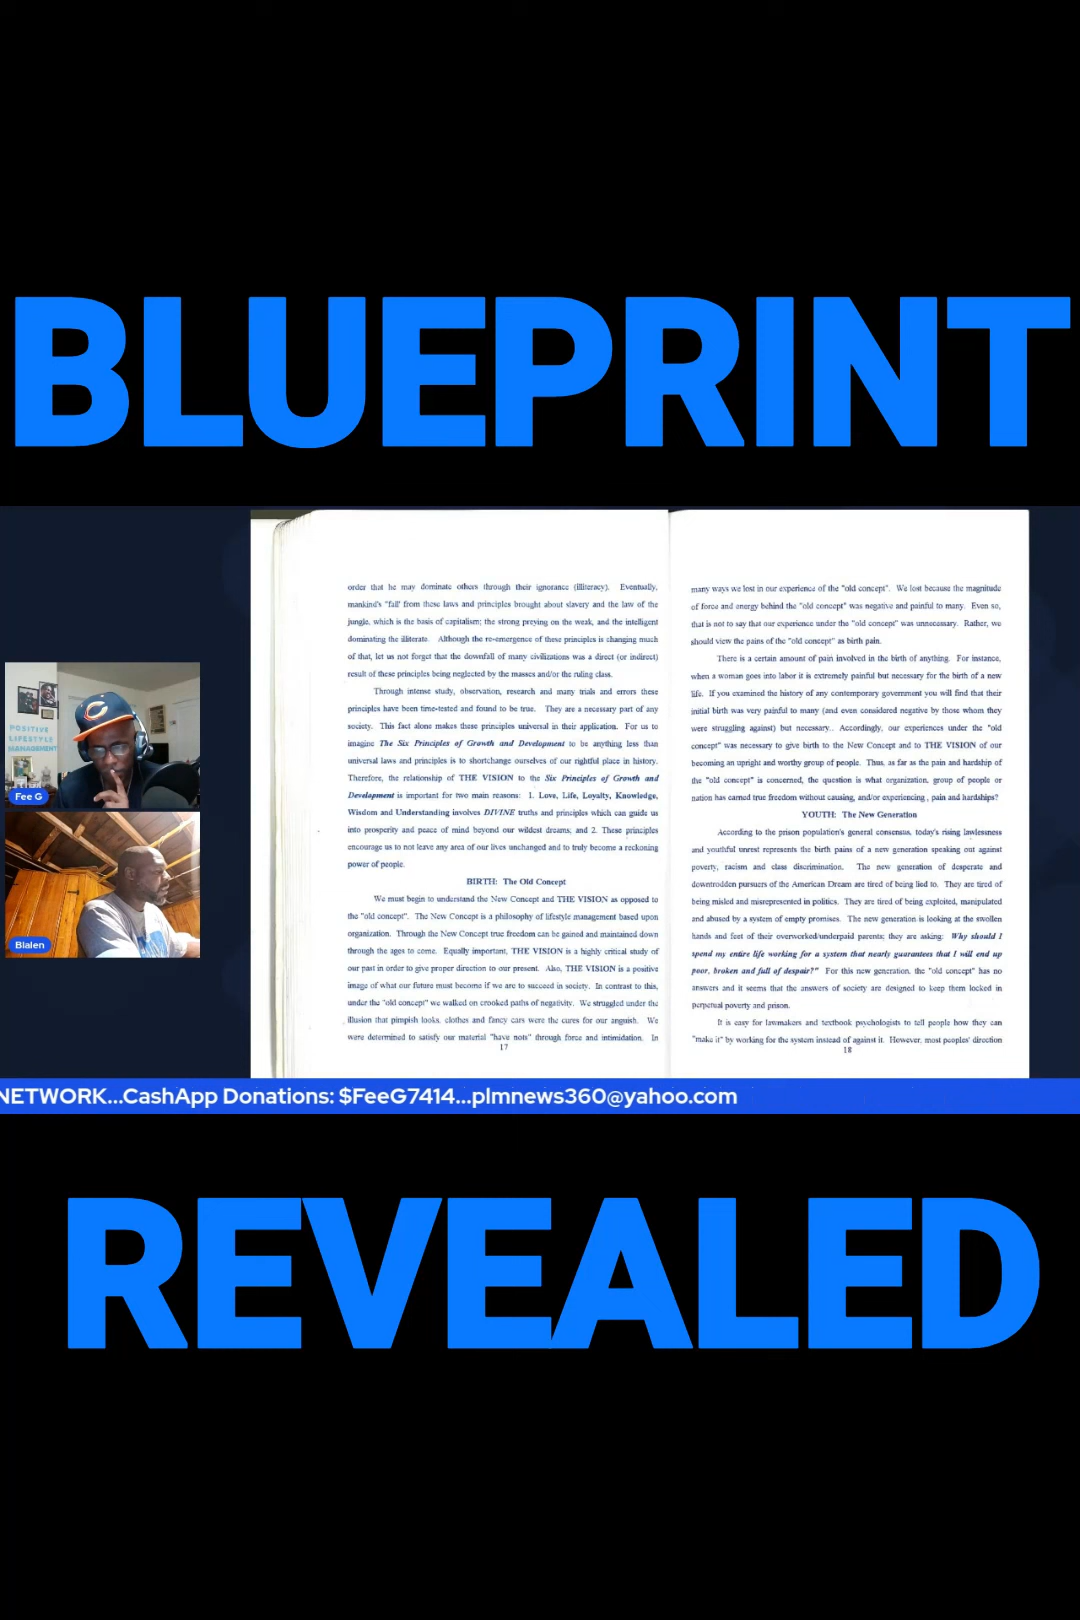 BLUEPRINT
order that he may dominate others through their ignorance (illiteracy). Eventually,
mankind's "fall' from these laws and principles brought about slavery and the law of the
jungle, which is the basis of capitalism; the strong preying on the weak, and the intelligent
dominating the illiterate. Although the re-emergence of these principles is changing much
of that, let us not forget that the downfall of many civilizations was a direct (or indirect)
result of these principles being neglected by the masses and/or the ruling class.
Through intense study, observation, research and many trials and errors these
principles have been time-tested and found to be true. They are a necessary part of any
society. This fact alone makes these principles universal in their application. For us to
imagine The Six Principles of Growth and Development to be anything less than
universal laws and principles is to shortchange ourselves of our rightful place in history.
Therefore, the relationship of THE VISION to the Six Principles of Growth and
Development is important for two main reasons: 1. Love, Life, Loyalty, Knowledge,
Wisdom and Understanding involves DIVINE truths and principles which can guide us
into prosperity and peace of mind beyond our wildest dreams, and 2. These principles
encourage us to not leave any area of our lives unchanged and to truly become a reckoning
power of people.
BIRTH: The Old Concept
We must begin to understand the New Concept and THE VISION as opposed to
the "old concept". The New Concept is a philosophy of lifestyle management based upon
organization. Through the New Concept true freedom can be gained and maintained down
through the ages to come. Equally important, THE VISION is a highly critical study of
our past in order to give proper direction to our present. Also, THE VISION is a positive
image of what our future must become if we are to succeed in society. In contrast to this,
under the "old concept" we walked on crooked paths of negativity. We struggled under the
illusion that pimpish looks, clothes and fancy cars were the cures for our anguish. We
were determined to satisfy our material "have nots" through force and intimidation. In
17
many ways we lost in our experience of the "old concept". We lost because the magnitude
of force and energy behind the "old concept" was negative and painful to many. Even so,
that is not to say that our experience under the "old concept" was unnecessary. Rather, we
should view the pains of the "old concept" as birth pain.
There is a certain amount of pain involved in the birth of anything. For instance,
when a woman goes into labor it is extremely painful but necessary for the birth of a new
life. If you examined the history of any contemporary government you will find that their
initial birth was very painful to many (and even considered negative by those whom they
were struggling against) but necessary.. Accordingly, our experiences under the "old
concept" was necessary to give birth to the New Concept and to THE VISION of our
becoming an upright and worthy group of people. Thus, as far as the pain and hardship of
the "old concept" is concerned, the question is what organization, group of people or
nation has earned true freedom without causing, and/or experiencing , pain and hardships?
YOUTH: The New Generation
According to the prison population's general consensus, today's rising lawlessness
and youthful unrest represents the birth pains of a new generation speaking out against
poverty, racism and class discrimination. The new generation of desperate and
downtrodden pursuers of the American Dream are tired of being lied to. They are tired of
being misled and misrepresented in politics. They are tired of being exploited, manipulated
and abused by a system of empty promises. The new generation is looking at the swollen
hands and feet of their overworked/underpaid parents; they are asking: Why should I
spend my entire life working for a system that nearly guarantees that I will end up
poor, broken and full of despair?" For this new generation, the "old concept" has no
answers and it seems that the answers of society are designed to keep them locked in
perpetual poverty and prison.
It is easy for lawmakers and textbook psychologists to tell people how they can
"make it" by working for the system instead of against it. However, most peoples' direction
18
POSITIVE
LIFESTYLE
MANAGEMENT
Fee G
Blalen
NETWORK...CashApp Donations: $FeeG7414...plmnews360@yahoo.com
REVEALED